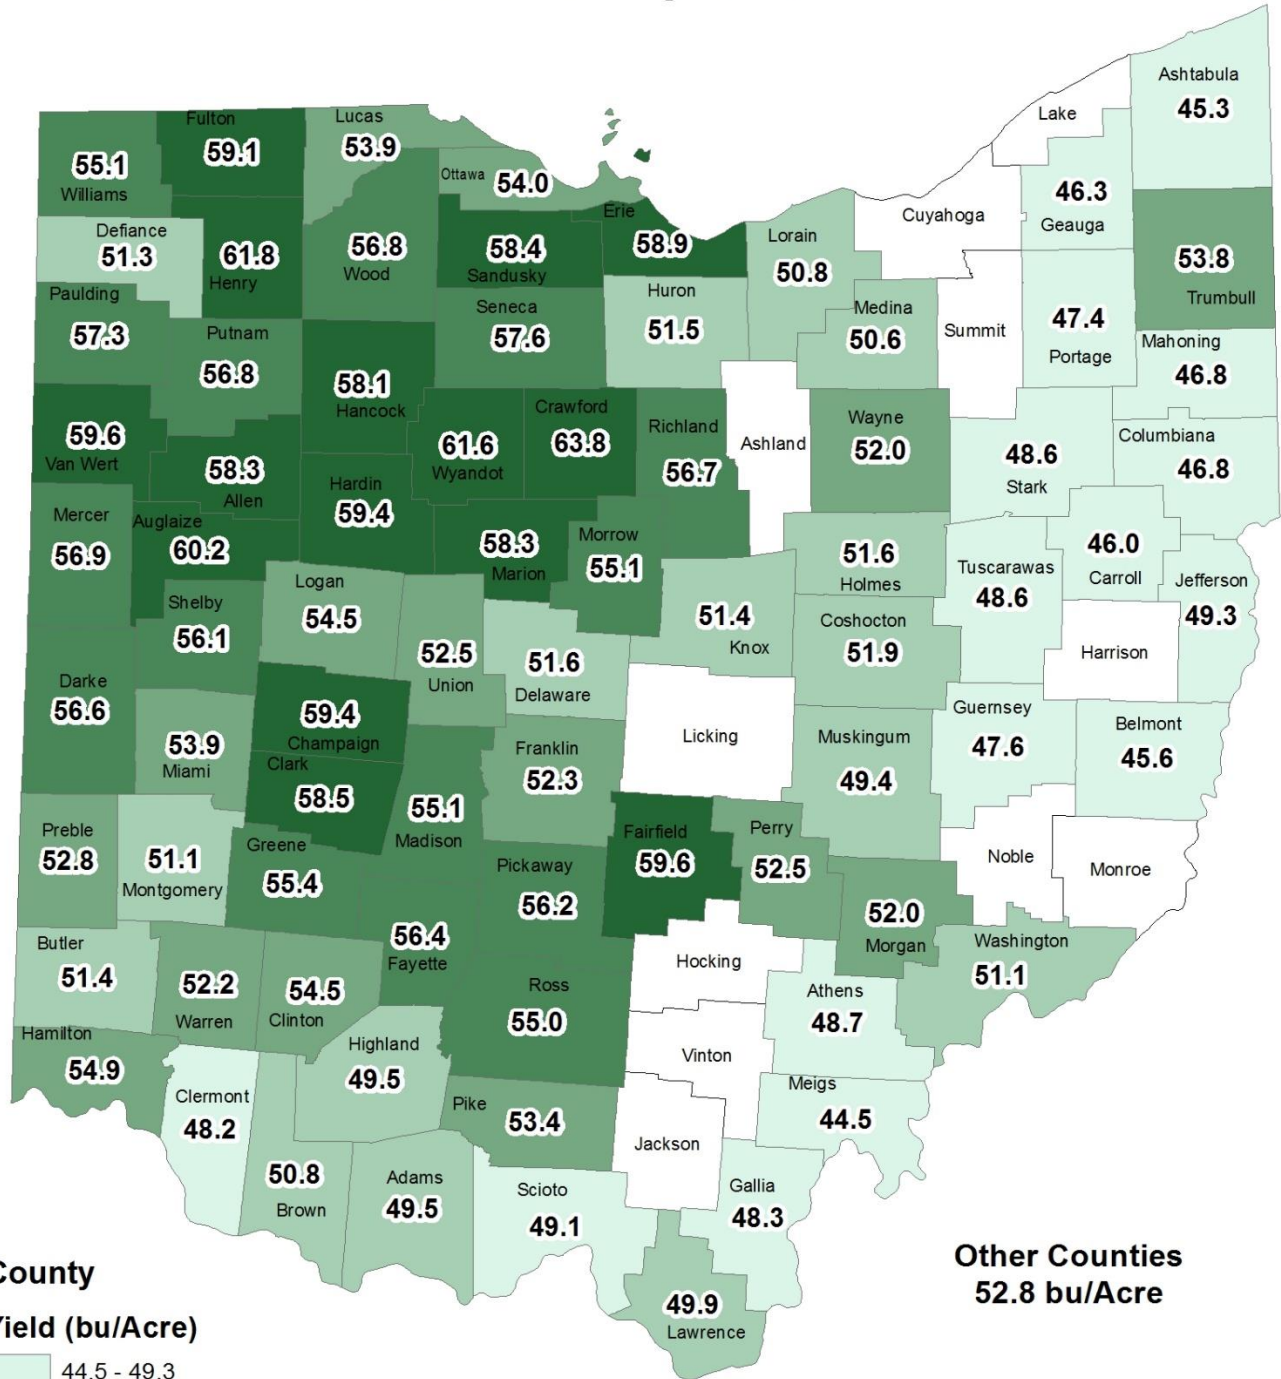 Ashtabula
45.3
Lake
Fulton
59.1
Lucas
53.9
55.1
Williams
Ottawa 54.0
46.3
Geauga
Erie
58.9
Cuyahoga
Defiance
51.3
61.8
Henry
56.8
Wood
58.4
Sandusky
Lorain
50.8
53.8
Trumbull
Paulding
57.3
Huron
51.5
Seneca
57.6
Medina
50.6
Summit
47.4
Portage
Putnam
56.8
Mahoning
46.8
58.1
Hancock
59.6
Van Wert
Crawford
63.8
Richland
56.7
Ashland
Wayne
52.0
61.6
Wyandot
48.6
Stark
Columbiana
46.8
58.3
Allen
Hardin
59.4
Mercer
56.9
Auglaize
60.2
58.3
Marion
Morrow
55.1
51.6
Holmes
Tuscarawas
48.6
46.0
Carroll
Jefferson
49.3
Logan
54.5
Shelby
56.1
51.4
Knox
Coshocton
51.9
52.5
Union
51.6
Delaware
Harrison
Darke
56.6
59.4
Champaign
Guernsey
47.6
Belmont
45.6
53.9
Miami
Franklin
52.3
Licking
Muskingum
49.4
Clark
58.5
55.1
Madison
Preble
52.8
51.1
Montgomery
Greene
55.4
Fairfield
59.6
Perry
52.5
Noble
Monroe
Pickaway
56.2
52.0
Morgan
Butler
51.4
56.4
Fayette
Washington
51.1
Hocking
52.2
Warren
54.5
Clinton
Ross
55.0
Athens
48.7
Hamilton
54.9
Highland
49.5
Vinton
Clermont
48.2
Pike 53.4
Meigs
44.5
Jackson
50.8
Brown
Adams
49.5
Scioto
49.1
Gallia
48.3
Other Counties
52.8 bu/Acre
County
49.9
Lawrence
Yield (bu/Acre)
44.5 - 49.3